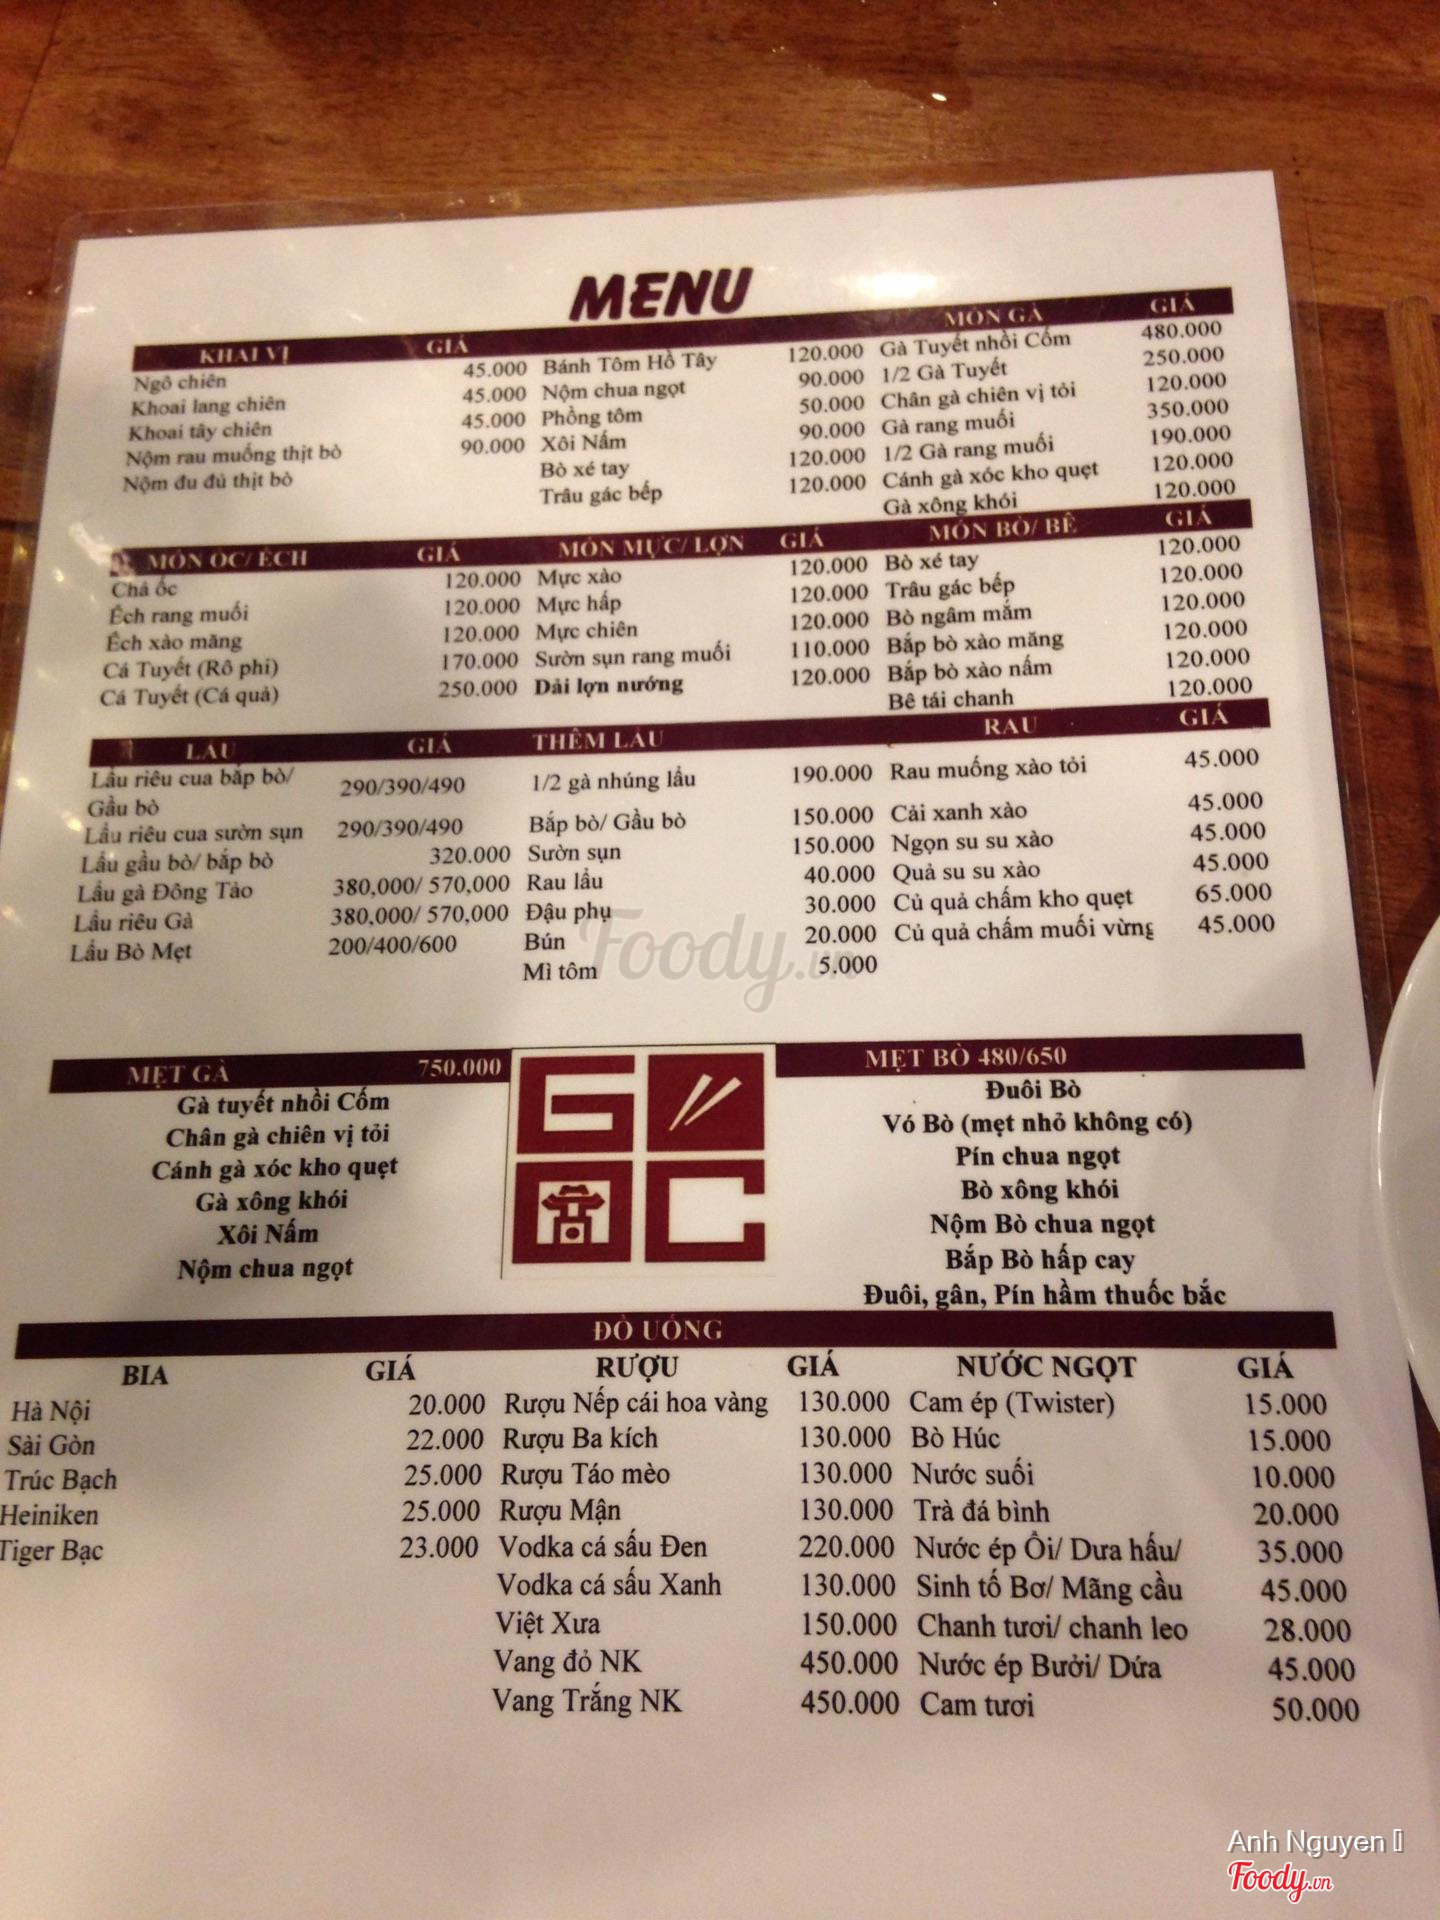 MENU
KHAI VỊ GIÁ MÓN GÀ GIÁ
Ngô chiên 45.000 Bánh Tôm Hồ Tây 120.000 Gà Tuyết nhồi Cốm 480.000
Khoai lang chiên 45.000 Nộm chua ngọt 90.000 1/2 Gà Tuyết 250.000
Khoai tây chiên 45.000 Phồng tôm 50.000 Chân gà chiên vị tỏi 120.000
Nộm rau muống thịt bò 90.000 Xôi Nấm 90.000 Gà rang muối 350.000
Nộm đu đủ thịt bò Bò xé tay 120.000 1/2 Gà rang muối 190.000
Trâu gác bếp 120.000 Cánh gà xóc kho quẹt 120.000
Gà xông khói 120.000
MÓN ỐC/ ẾCH GIÁ MÓN MỰC/ LỢN GIÁ MÓN BÒ/ BÊ GIÁ
Chả ốc 120.000 Mực xào 120.000 Bò xé tay 120.000
Ếch rang muối 120.000 Mực hấp 120.000 Trâu gác bếp 120.000
Ếch xào măng 120.000 Mực chiên 120.000 Bò ngâm mắm 120.000
Cá Tuyết (Rô phi) 170.000 Sườn sụn rang muối 110.000 Bắp bò xào măng 120.000
Cá Tuyết (Cá quả) 250.000 Dải lợn nướng 120.000 Bắp bò xào nấm 120.000
Bê tái chanh 120.000
LẨU GIÁ THÊM LẨU RAU GIÁ
Lẩu riêu cua bắp bò/ 290/390/490 1/2 gà nhúng lẩu 190.000 Rau muống xào tỏi 45.000
Gầu bò
Lẩu riêu cua sườn sụn 290/390/490 Bắp bò/ Gầu bò 150.000 Cải xanh xào 45.000
Lẩu gầu bò/ bắp bò 320.000 Sườn sụn 150.000 Ngọn su su xào 45.000
Lẩu gà Đông Tảo 380,000/ 570,000 Rau lẩu 40.000 Quả su su xào 45.000
Lẩu riêu Gà 380,000/ 570,000 Đậu phụ 30.000 Củ quả chấm kho quẹt 65.000
Lẩu Bò Mẹt 200/400/600 Bún 20.000 Củ quả chấm muối vừng 45.000
Mì tôm 5.000
Foody.vn
MẸT GÀ 750.000
Gà tuyết nhồi Cốm
Chân gà chiên vị tỏi
Cánh gà xóc kho quẹt
Gà xông khói
Xôi Nấm
Nộm chua ngọt
G
C
MẸT BÒ 480/650
Đuôi Bò
Vó Bò (mẹt nhỏ không có)
Pín chua ngọt
Bò xông khói
Nộm Bò chua ngọt
Bắp Bò hấp cay
Đuôi, gân, Pín hầm thuốc bắc
ĐỒ UỐNG
BIA GIÁ RƯỢU GIÁ NƯỚC NGỌT GIÁ
Hà Nội 20.000 Rượu Nếp cái hoa vàng 130.000 Cam ép (Twister) 15.000
Sài Gòn 22.000 Rượu Ba kích 130.000 Bò Húc 15.000
Trúc Bạch 25.000 Rượu Táo mèo 130.000 Nước suối 10.000
Heiniken 25.000 Rượu Mận 130.000 Trà đá bình 20.000
Tiger Bạc 23.000 Vodka cá sấu Đen 220.000 Nước ép Ổi/ Dưa hấu/ 35.000
Vodka cá sấu Xanh 130.000 Sinh tố Bơ/ Mãng cầu 45.000
Việt Xưa 150.000 Chanh tươi/ chanh leo 28.000
Vang đỏ NK 450.000 Nước ép Bưởi/ Dứa 45.000
Vang Trắng NK 450.000 Cam tươi 50.000
Anh Nguyen
Foody.vn